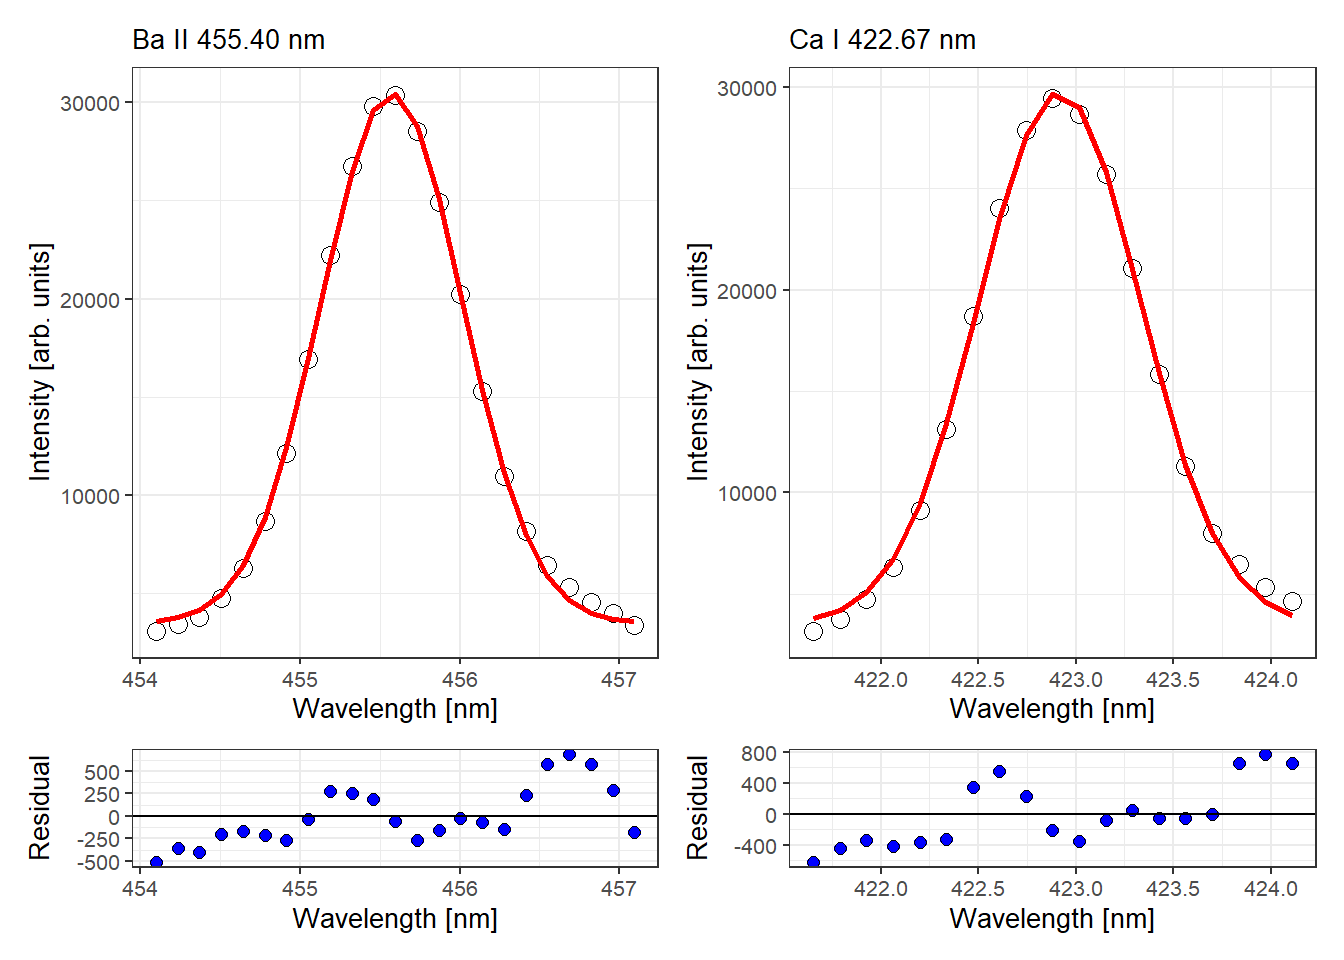 Ba II 455.40 nm
Intensity [arb. units]
30000
20000
10000
454 455 456 457
Wavelength [nm]
Residual
500
250
0
-250
-500
454 455 456 457
Wavelength [nm]
Ca I 422.67 nm
Intensity [arb. units]
30000
20000
10000
422.0 422.5 423.0 423.5 424.0
Wavelength [nm]
Residual
800
400
0
-400
422.0 422.5 423.0 423.5 424.0
Wavelength [nm]